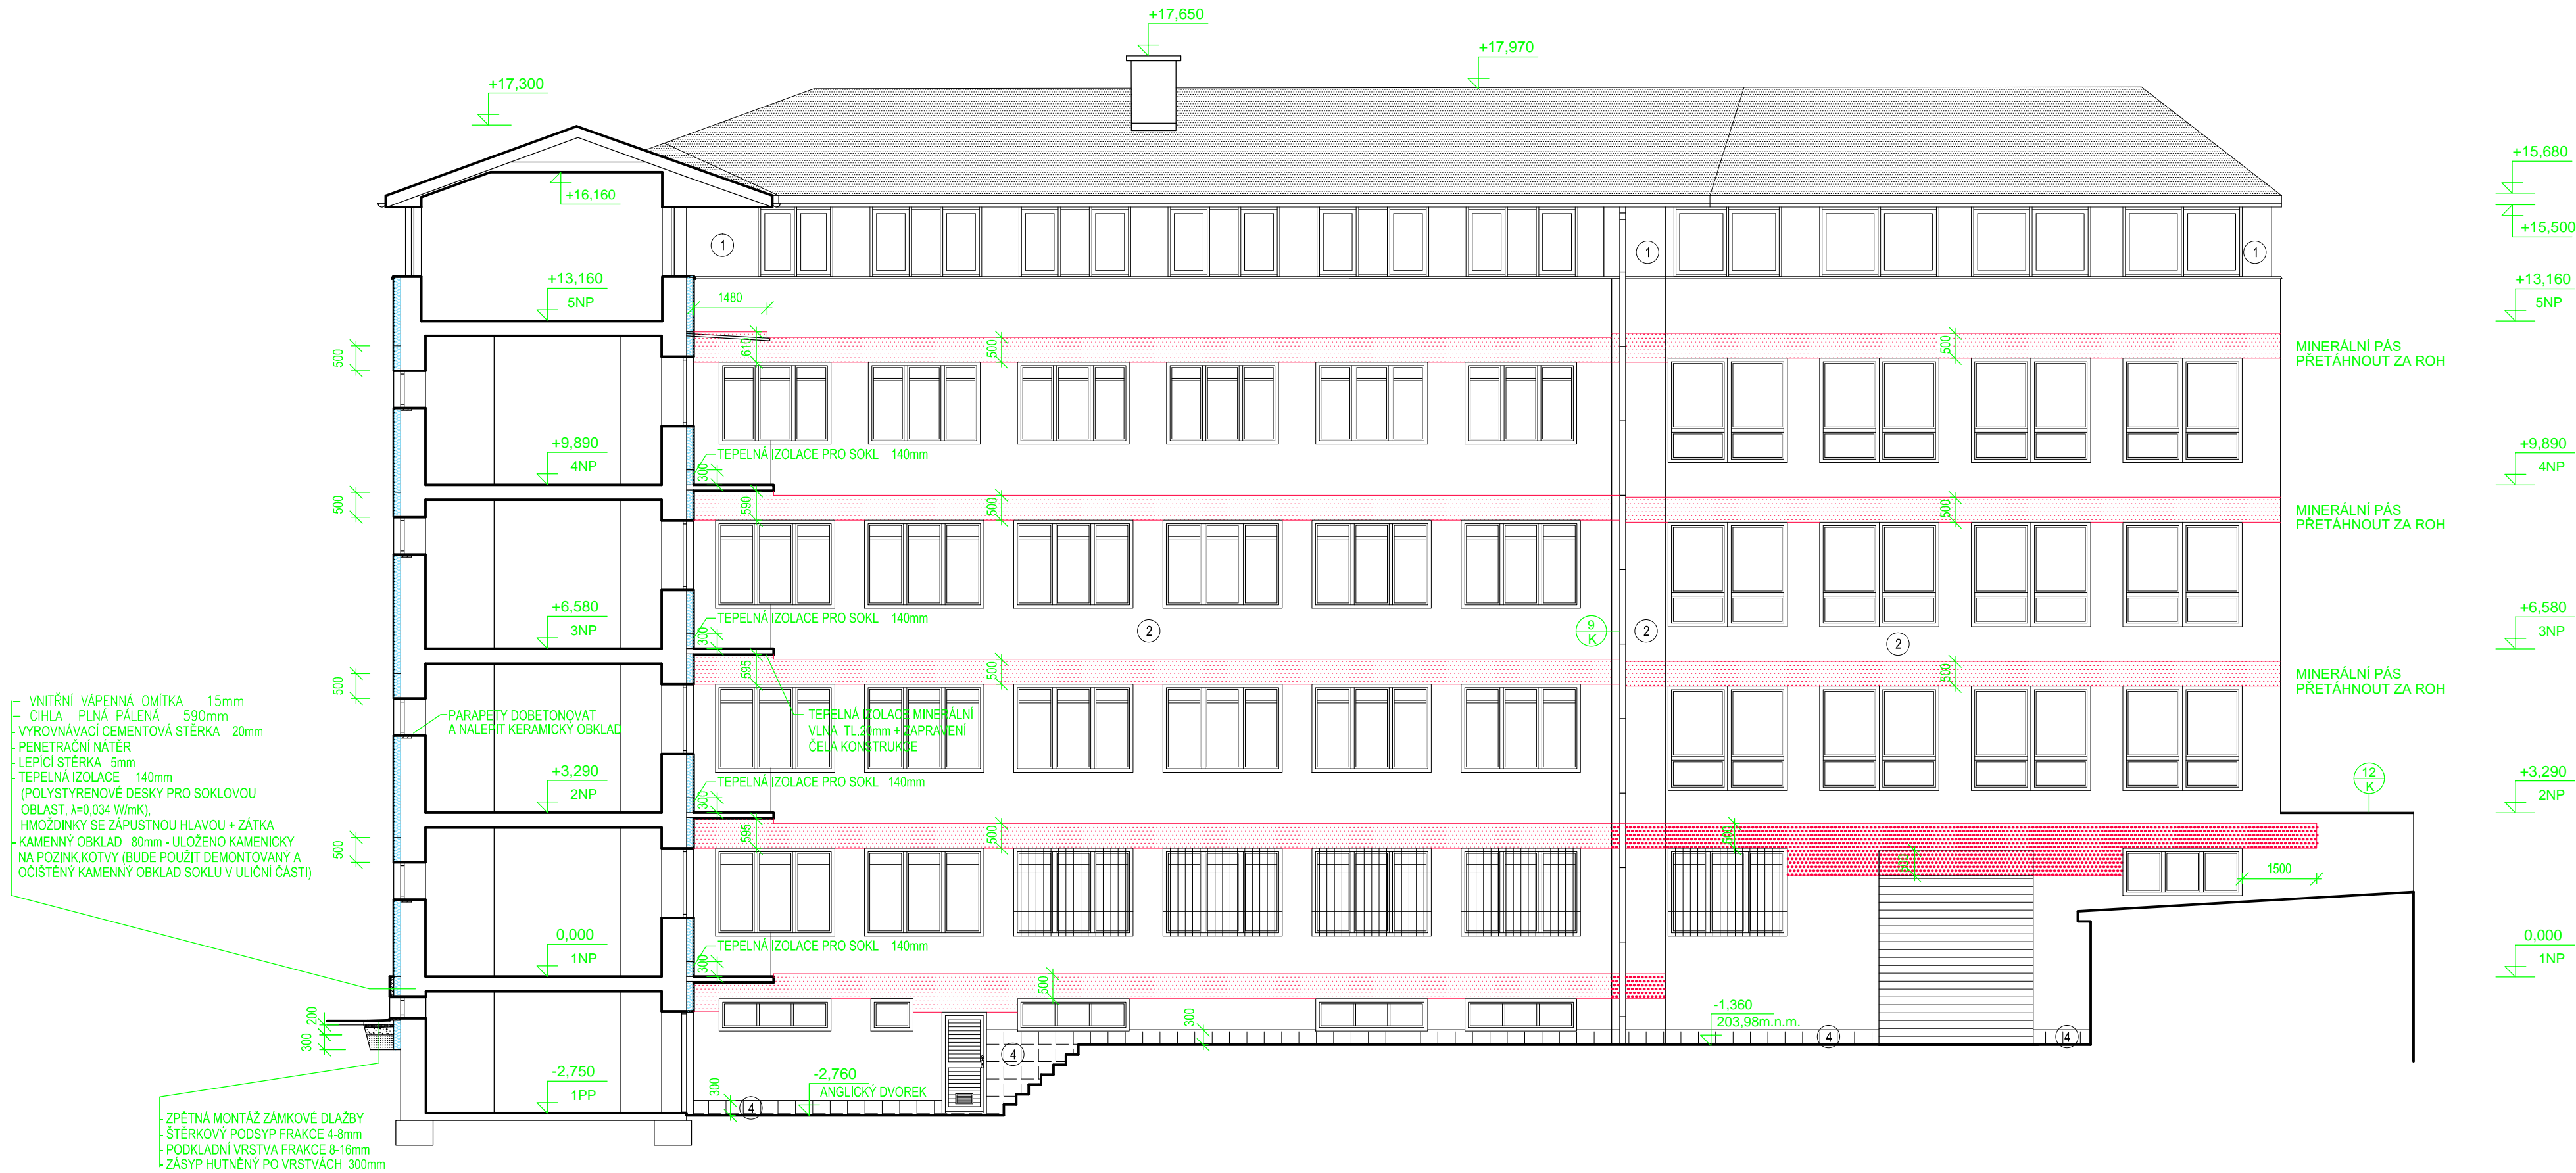 +17,650
+17,970
+17,300
+15,680
+16,160
+15,500
1
1
1
+13,160
5NP
+13,160
5NP
1480
610
500
500
500
MINERÁLNÍ PÁS
PŘETÁHNOUT ZA ROH
+9,890
4NP
TEPELNÁ IZOLACE PRO SOKL 140mm
300
+9,890
4NP
500
590
500
500
MINERÁLNÍ PÁS
PŘETÁHNOUT ZA ROH
+6,580
3NP
TEPELNÁ IZOLACE PRO SOKL 140mm
300
2
9
K
2
2
+6,580
3NP
500
595
500
500
MINERÁLNÍ PÁS
PŘETÁHNOUT ZA ROH
- VNITŘNÍ VÁPENNÁ OMÍTKA 15mm
- CIHLA PLNÁ PÁLENÁ 590mm
- VYROVNÁVACÍ CEMENTOVÁ STĚRKA 20mm
- PENETRAČNÍ NÁTĚR
- LEPÍCÍ STĚRKA 5mm
- TEPELNÁ IZOLACE 140mm
(POLYSTYRENOVÉ DESKY PRO SOKLOVOU
OBLAST, λ=0,034 W/mK),
HMOŽDINKY SE ZÁPUSTNOU HLAVOU + ZÁTKA
- KAMENNÝ OBKLAD 80mm - ULOŽENO KAMENICKY
NA POZINK.KOTVY (BUDE POUŽIT DEMONTOVANÝ A
OČIŠTĚNÝ KAMENNÝ OBKLAD SOKLU V ULIČNÍ ČÁSTI)
PARAPETY DOBETONOVAT
A NALEPIT KERAMICKÝ OBKLAD
TEPELNÁ IZOLACE MINERÁLNÍ
VLNA TL.20mm + ZAPRAVENÍ
ČELA KONSTRUKCE
+3,290
2NP
TEPELNÁ IZOLACE PRO SOKL 140mm
300
12
K
+3,290
2NP
500
595
500
500
1500
0,000
1NP
TEPELNÁ IZOLACE PRO SOKL 140mm
300
0,000
1NP
500
200
300
300
-1,360
203,98m.n.m.
4
4
4
-2,750
1PP
300
4
-2,760
ANGLICKÝ DVOREK
- ZPĚTNÁ MONTÁŽ ZÁMKOVÉ DLAŽBY
- ŠTĚRKOVÝ PODSYP FRAKCE 4-8mm
- PODKLADNÍ VRSTVA FRAKCE 8-16mm
- ZÁSYP HUTNĚNÝ PO VRSTVÁCH 300mm